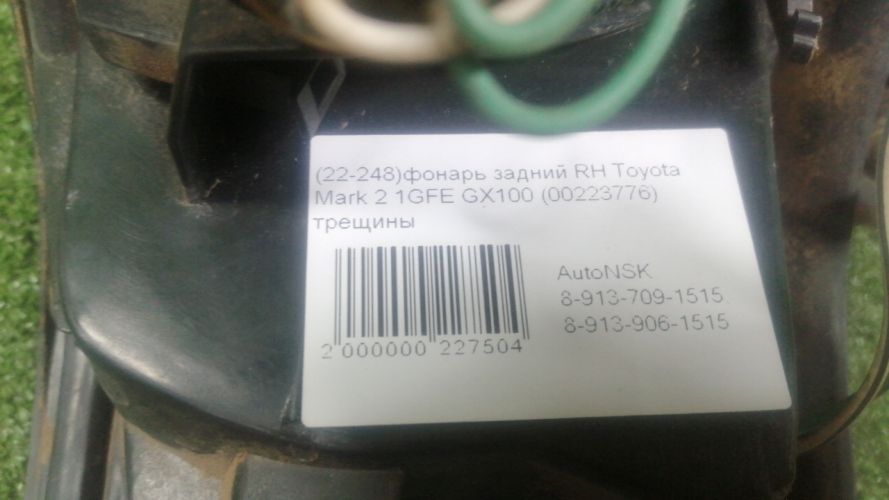 (22-248)фонарь задний RH Toyota
Mark 2 1GFE GX100 (00223776)
трещины
AutoNSK
8-913-709-1515
8-913-906-1515
2 000000 227504